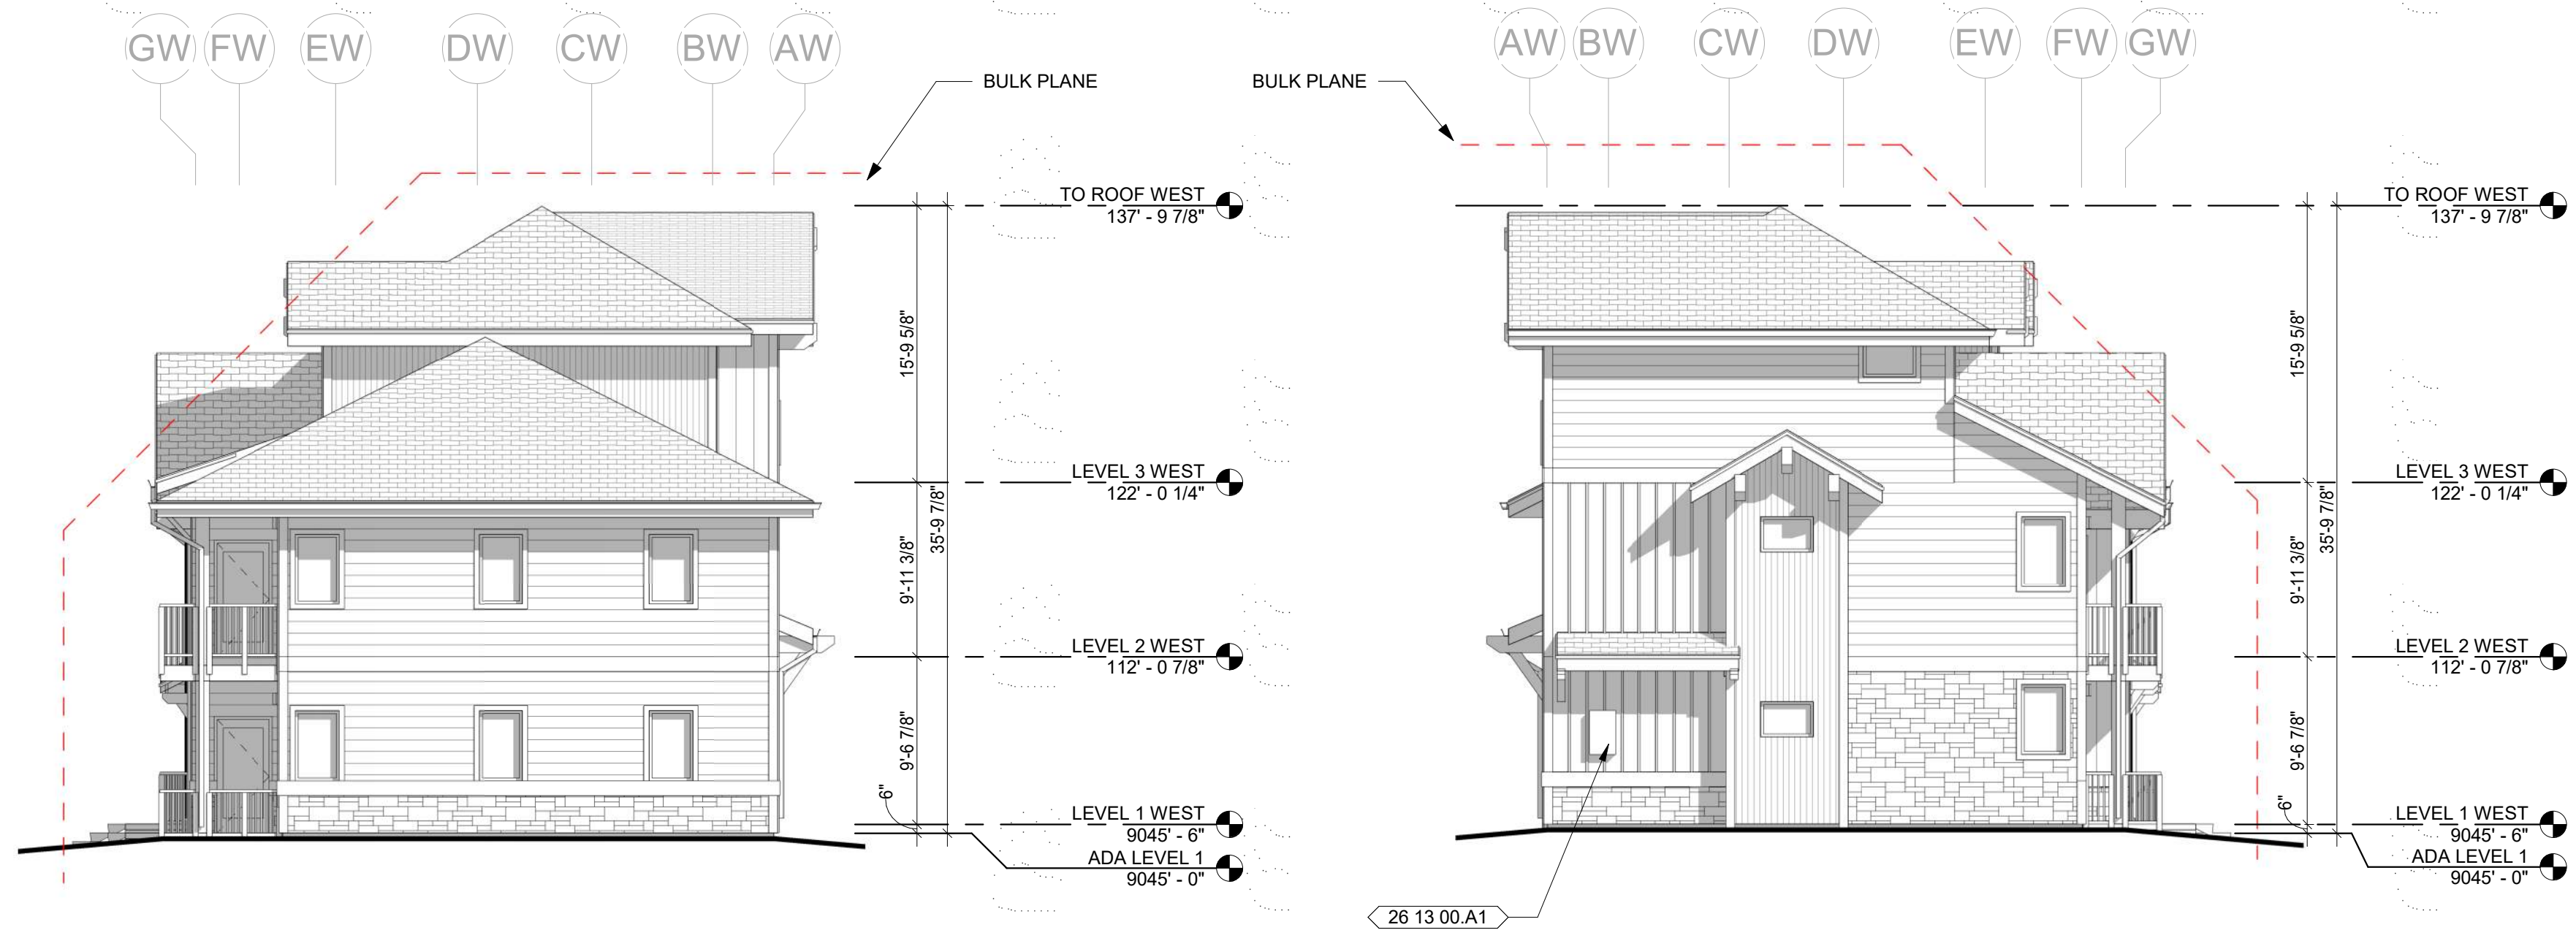 GW FW EW DW CW BW AW
BULK PLANE
TO ROOF WEST
137' - 9 7/8"
15'-9 5/8"
LEVEL 3 WEST
122' - 0 1/4"
35'-9 7/8"
9'-11 3/8"
LEVEL 2 WEST
112' - 0 7/8"
9'-6 7/8"
6"
LEVEL 1 WEST
9045' - 6"
ADA LEVEL 1
9045' - 0"
AW BW CW DW EW FW GW
BULK PLANE
TO ROOF WEST
137' - 9 7/8"
15'-9 5/8"
LEVEL 3 WEST
122' - 0 1/4"
35'-9 7/8"
9'-11 3/8"
LEVEL 2 WEST
112' - 0 7/8"
9'-6 7/8"
6"
LEVEL 1 WEST
9045' - 6"
ADA LEVEL 1
9045' - 0"
26 13 00.A1